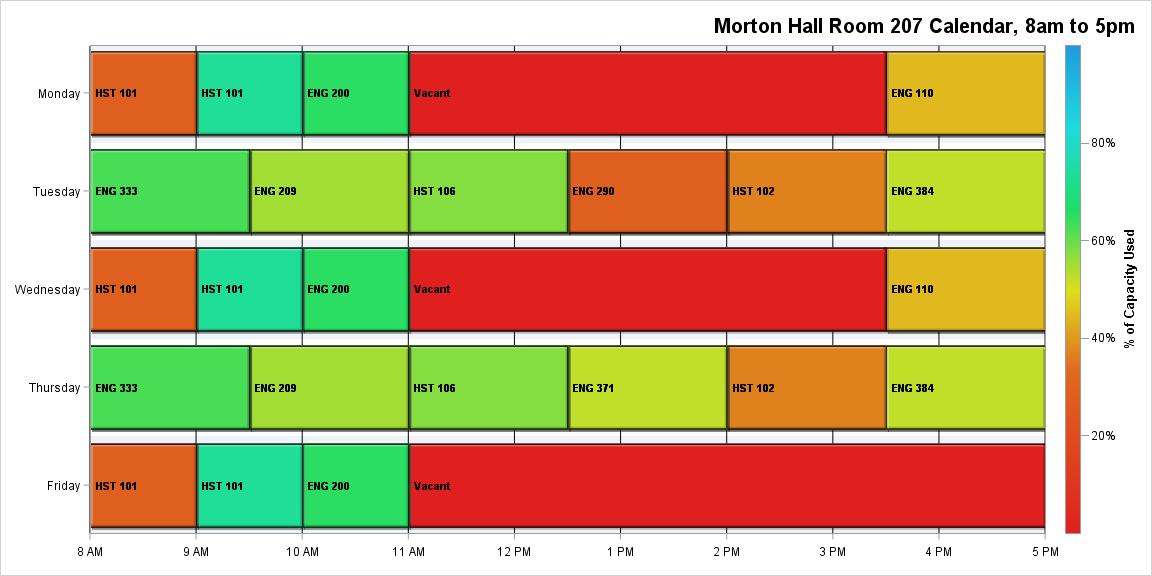 Morton Hall Room 207 Calendar, 8am to 5pm
Monday
HST 101
HST 101
ENG 200
Vacant
ENG 110
Tuesday
ENG 333
ENG 209
HST 106
ENG 290
HST 102
ENG 384
Wednesday
HST 101
HST 101
ENG 200
Vacant
ENG 110
Thursday
ENG 333
ENG 209
HST 106
ENG 371
HST 102
ENG 384
Friday
HST 101
HST 101
ENG 200
Vacant
8 AM
9 AM
10 AM
11 AM
12 PM
1 PM
2 PM
3 PM
4 PM
5 PM
80%
60%
40%
20%
% of Capacity Used